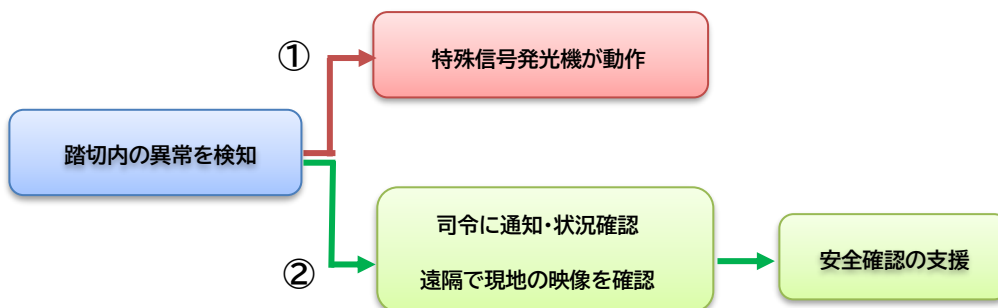 ①
特殊信号発光機が動作
踏切内の異常を検知
②
司令に通知・状況確認
遠隔で現地の映像を確認
安全確認の支援